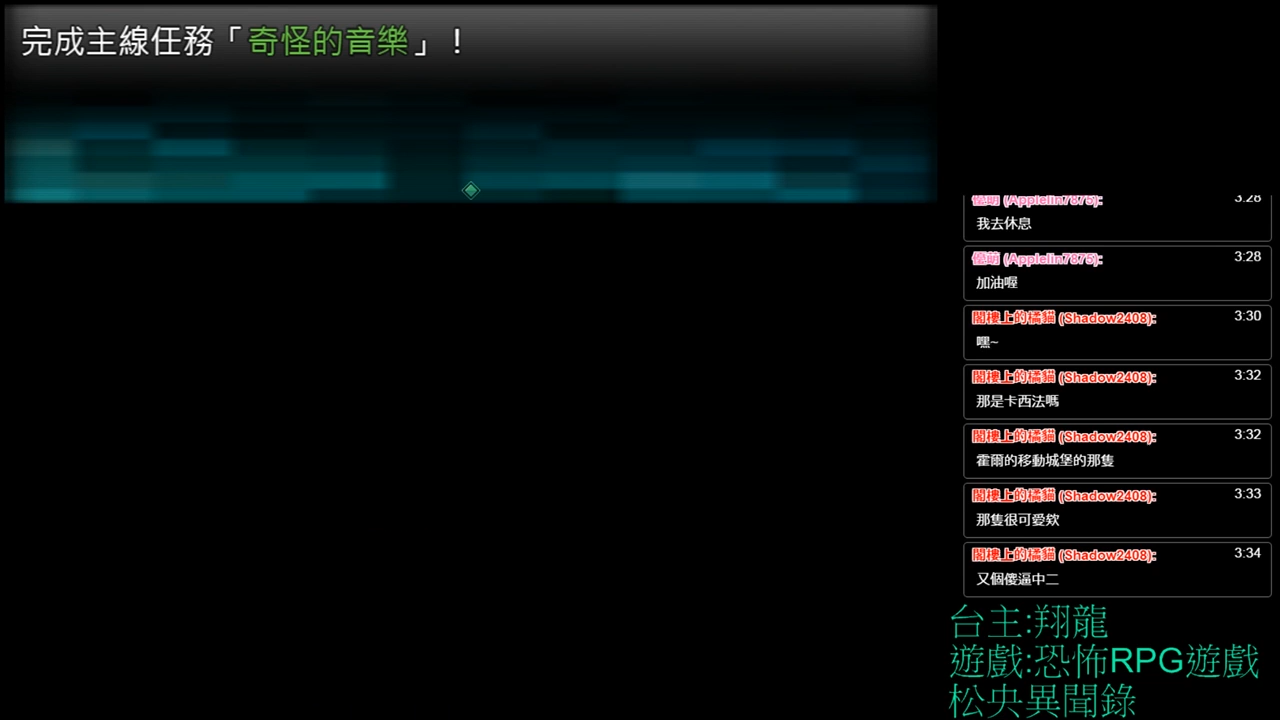 完成主線任務「奇怪的音樂」！
(Applelin7875): 3:28
我去休息
(Applelin7875): 3:28
加油喔
閣樓上的橘貓 (Shadow2408): 3:30
嘿~
閣樓上的橘貓 (Shadow2408): 3:32
那是卡西法嗎
閣樓上的橘貓 (Shadow2408): 3:32
霍爾的移動城堡的那隻
閣樓上的橘貓 (Shadow2408): 3:33
那隻很可愛欸
閣樓上的橘貓 (Shadow2408): 3:34
又個傻逼中二
台主:翔龍
遊戲:恐怖RPG遊戲
松央異聞錄